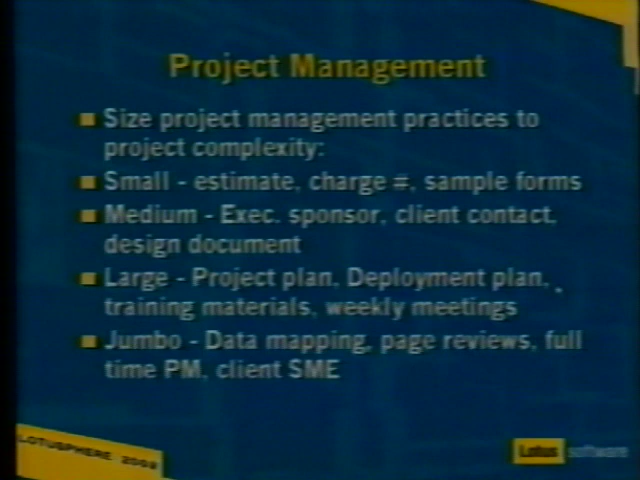 Project Management
Size project management practices to
project complexity:
Small - estimate, charge #, sample forms
Medium - Exec. sponsor, client contact,
design document
Large - Project plan, Deployment plan,
training materials, weekly meetings
Jumbo - Data mapping, page reviews, full
time PM, client SME
LOTUSPHERE
Lotus software